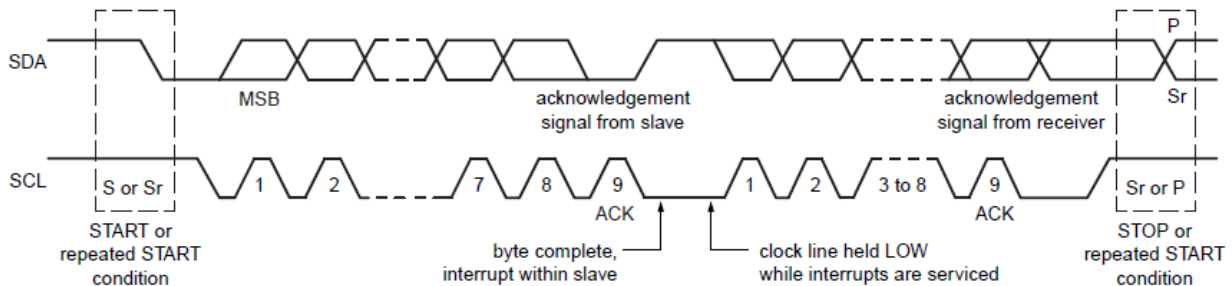 P
SDA
MSB
acknowledgement
signal from slave
acknowledgement
signal from receiver
Sr
SCL
S or Sr
1
2
7
8
9
1
2
3 to 8
9
Sr or P
ACK
ACK
START or
repeated START
condition
byte complete,
interrupt within slave
clock line held LOW
while interrupts are serviced
STOP or
repeated START
condition